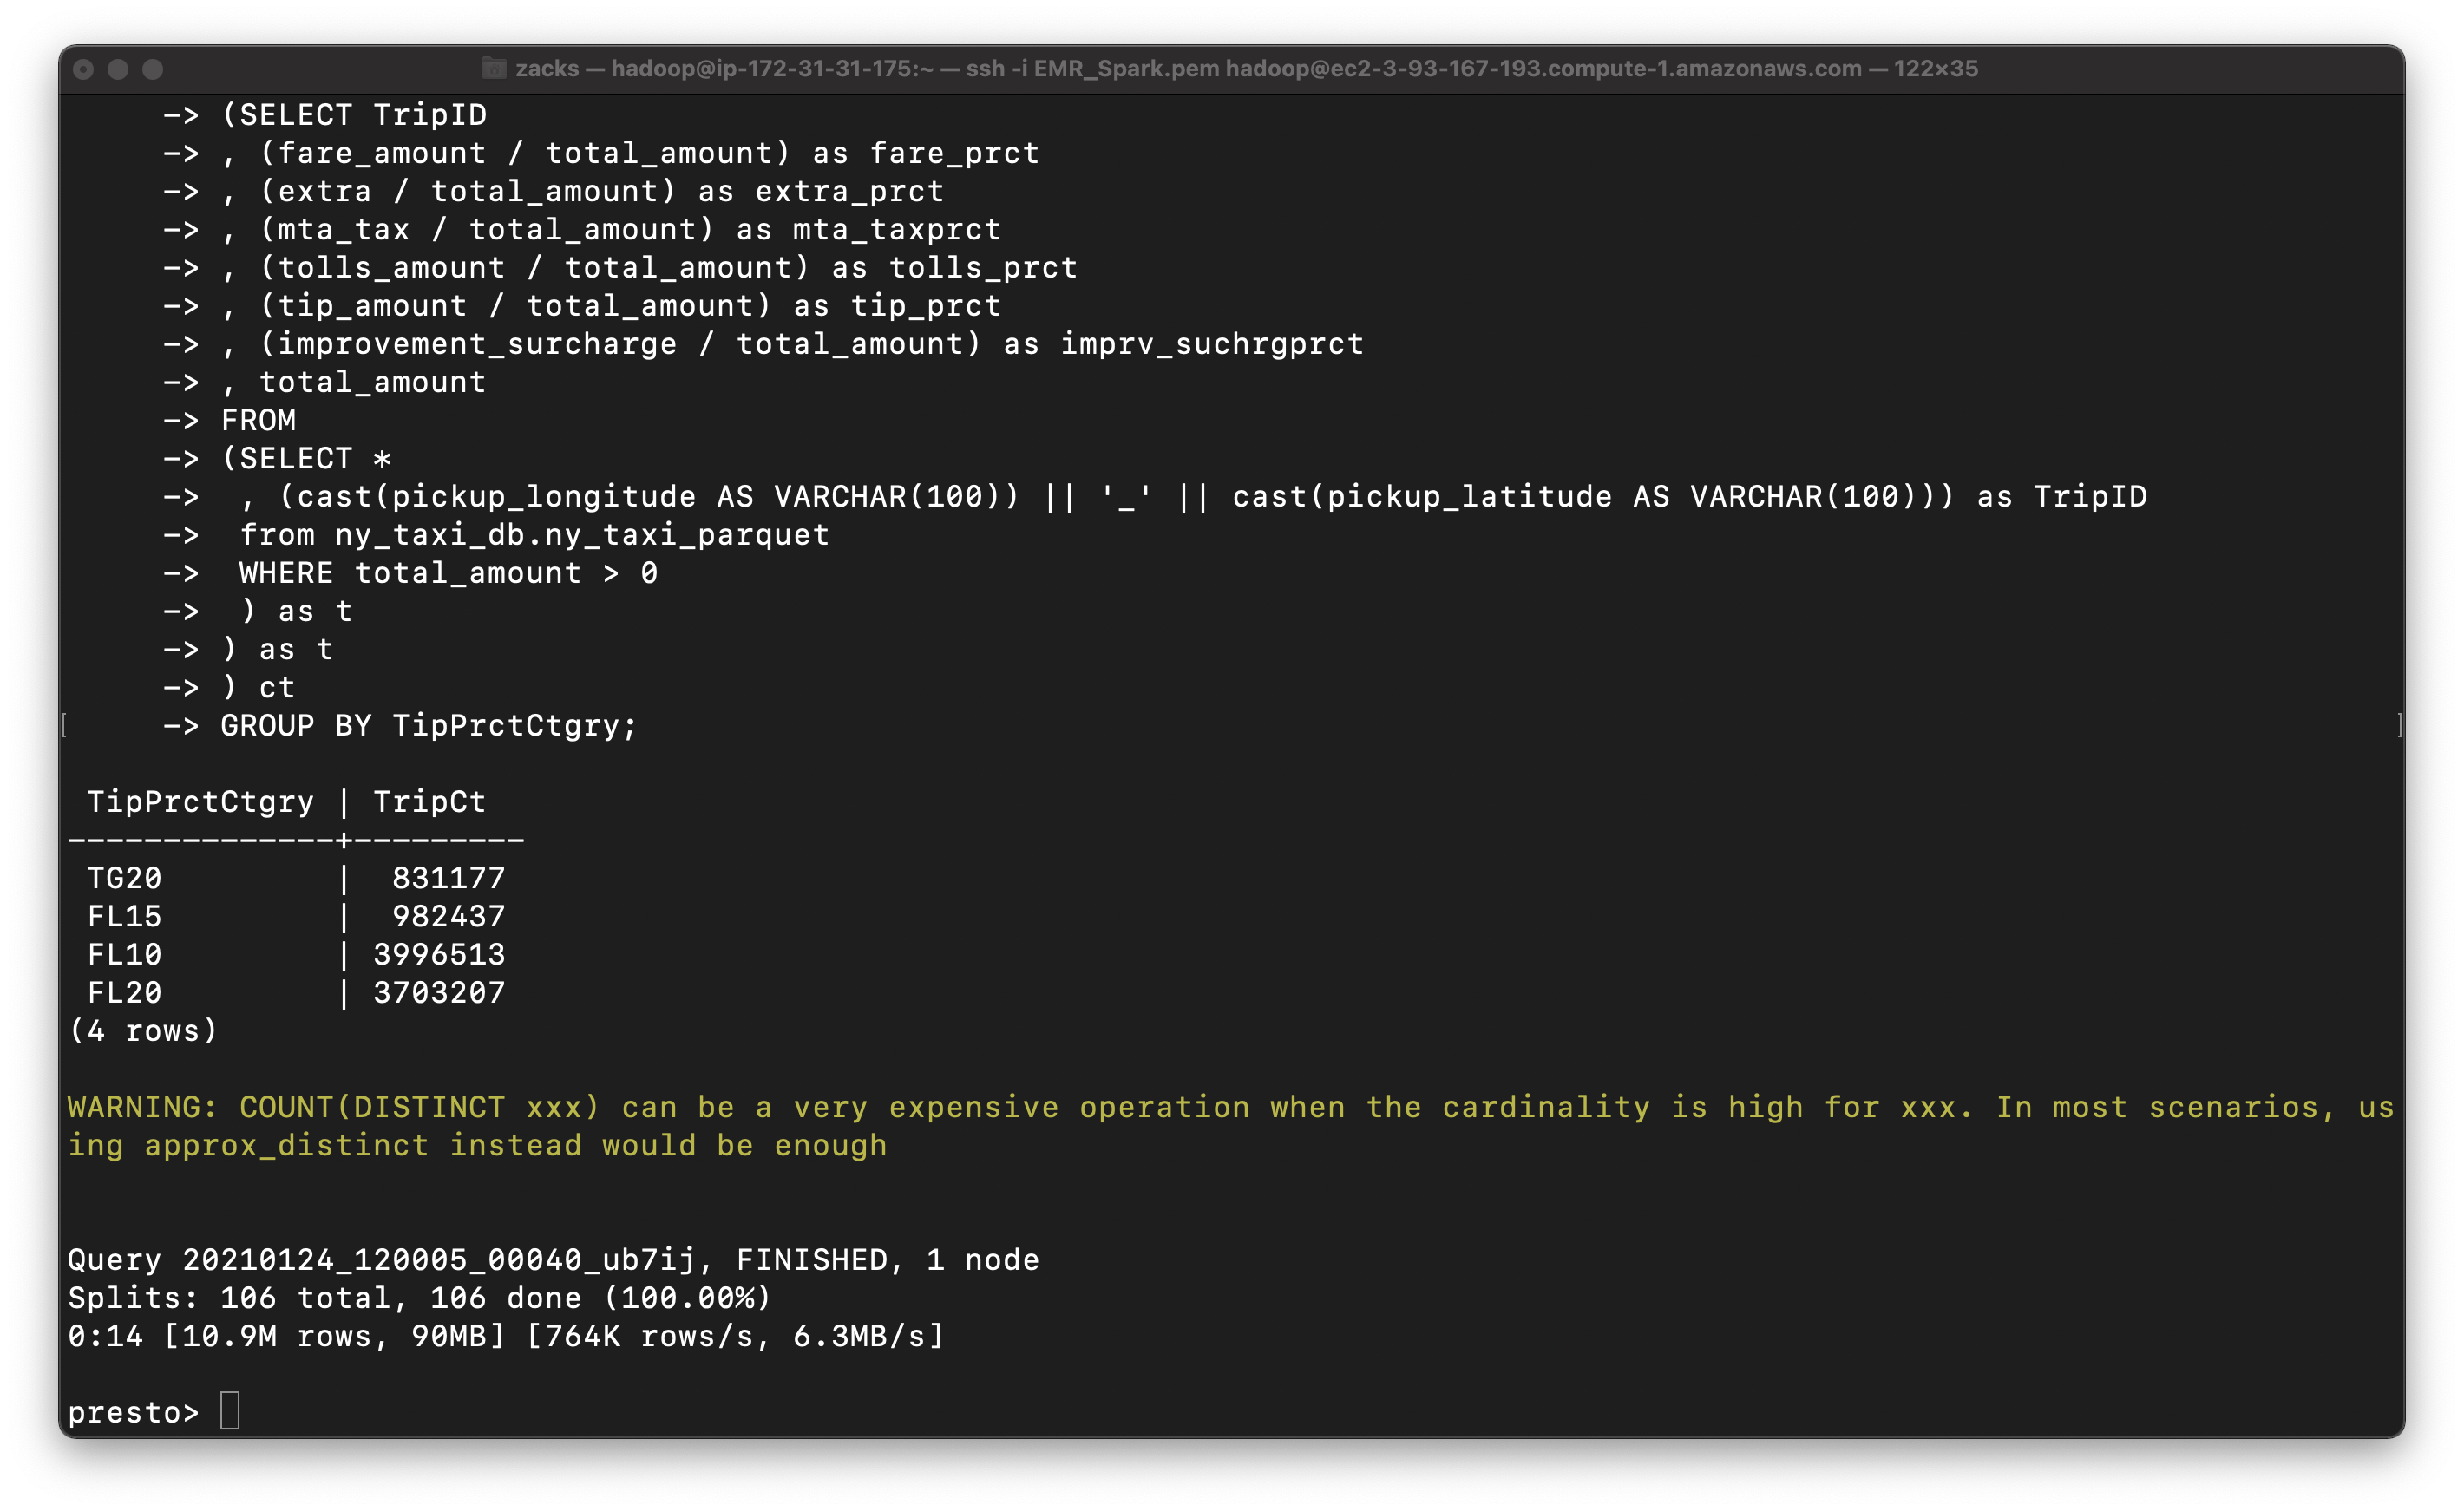 zacks — hadoop@ip-172-31-31-175:~ — ssh -i EMR_Spark.pem hadoop@ec2-3-93-167-193.compute-1.amazonaws.com — 122×35
-> (SELECT TripID
-> , (fare_amount / total_amount) as fare_prct
-> , (extra / total_amount) as extra_prct
-> , (mta_tax / total_amount) as mta_taxprct
-> , (tolls_amount / total_amount) as tolls_prct
-> , (tip_amount / total_amount) as tip_prct
-> , (improvement_surcharge / total_amount) as imprv_suchrgprct
-> , total_amount
-> FROM
-> (SELECT *
->  , (cast(pickup_longitude AS VARCHAR(100)) || '_' || cast(pickup_latitude AS VARCHAR(100))) as TripID
->  from ny_taxi_db.ny_taxi_parquet
->  WHERE total_amount > 0
->  ) as t
-> ) as t
-> ) ct
[ -> GROUP BY TipPrctCtgry; ]
TipPrctCtgry | TripCt
--------------+---------
TG20         |  831177
FL15         |  982437
FL10         | 3996513
FL20         | 3703207
(4 rows)
WARNING: COUNT(DISTINCT xxx) can be a very expensive operation when the cardinality is high for xxx. In most scenarios, us
ing approx_distinct instead would be enough
Query 20210124_120005_00040_ub7ij, FINISHED, 1 node
Splits: 106 total, 106 done (100.00%)
0:14 [10.9M rows, 90MB] [764K rows/s, 6.3MB/s]
presto>